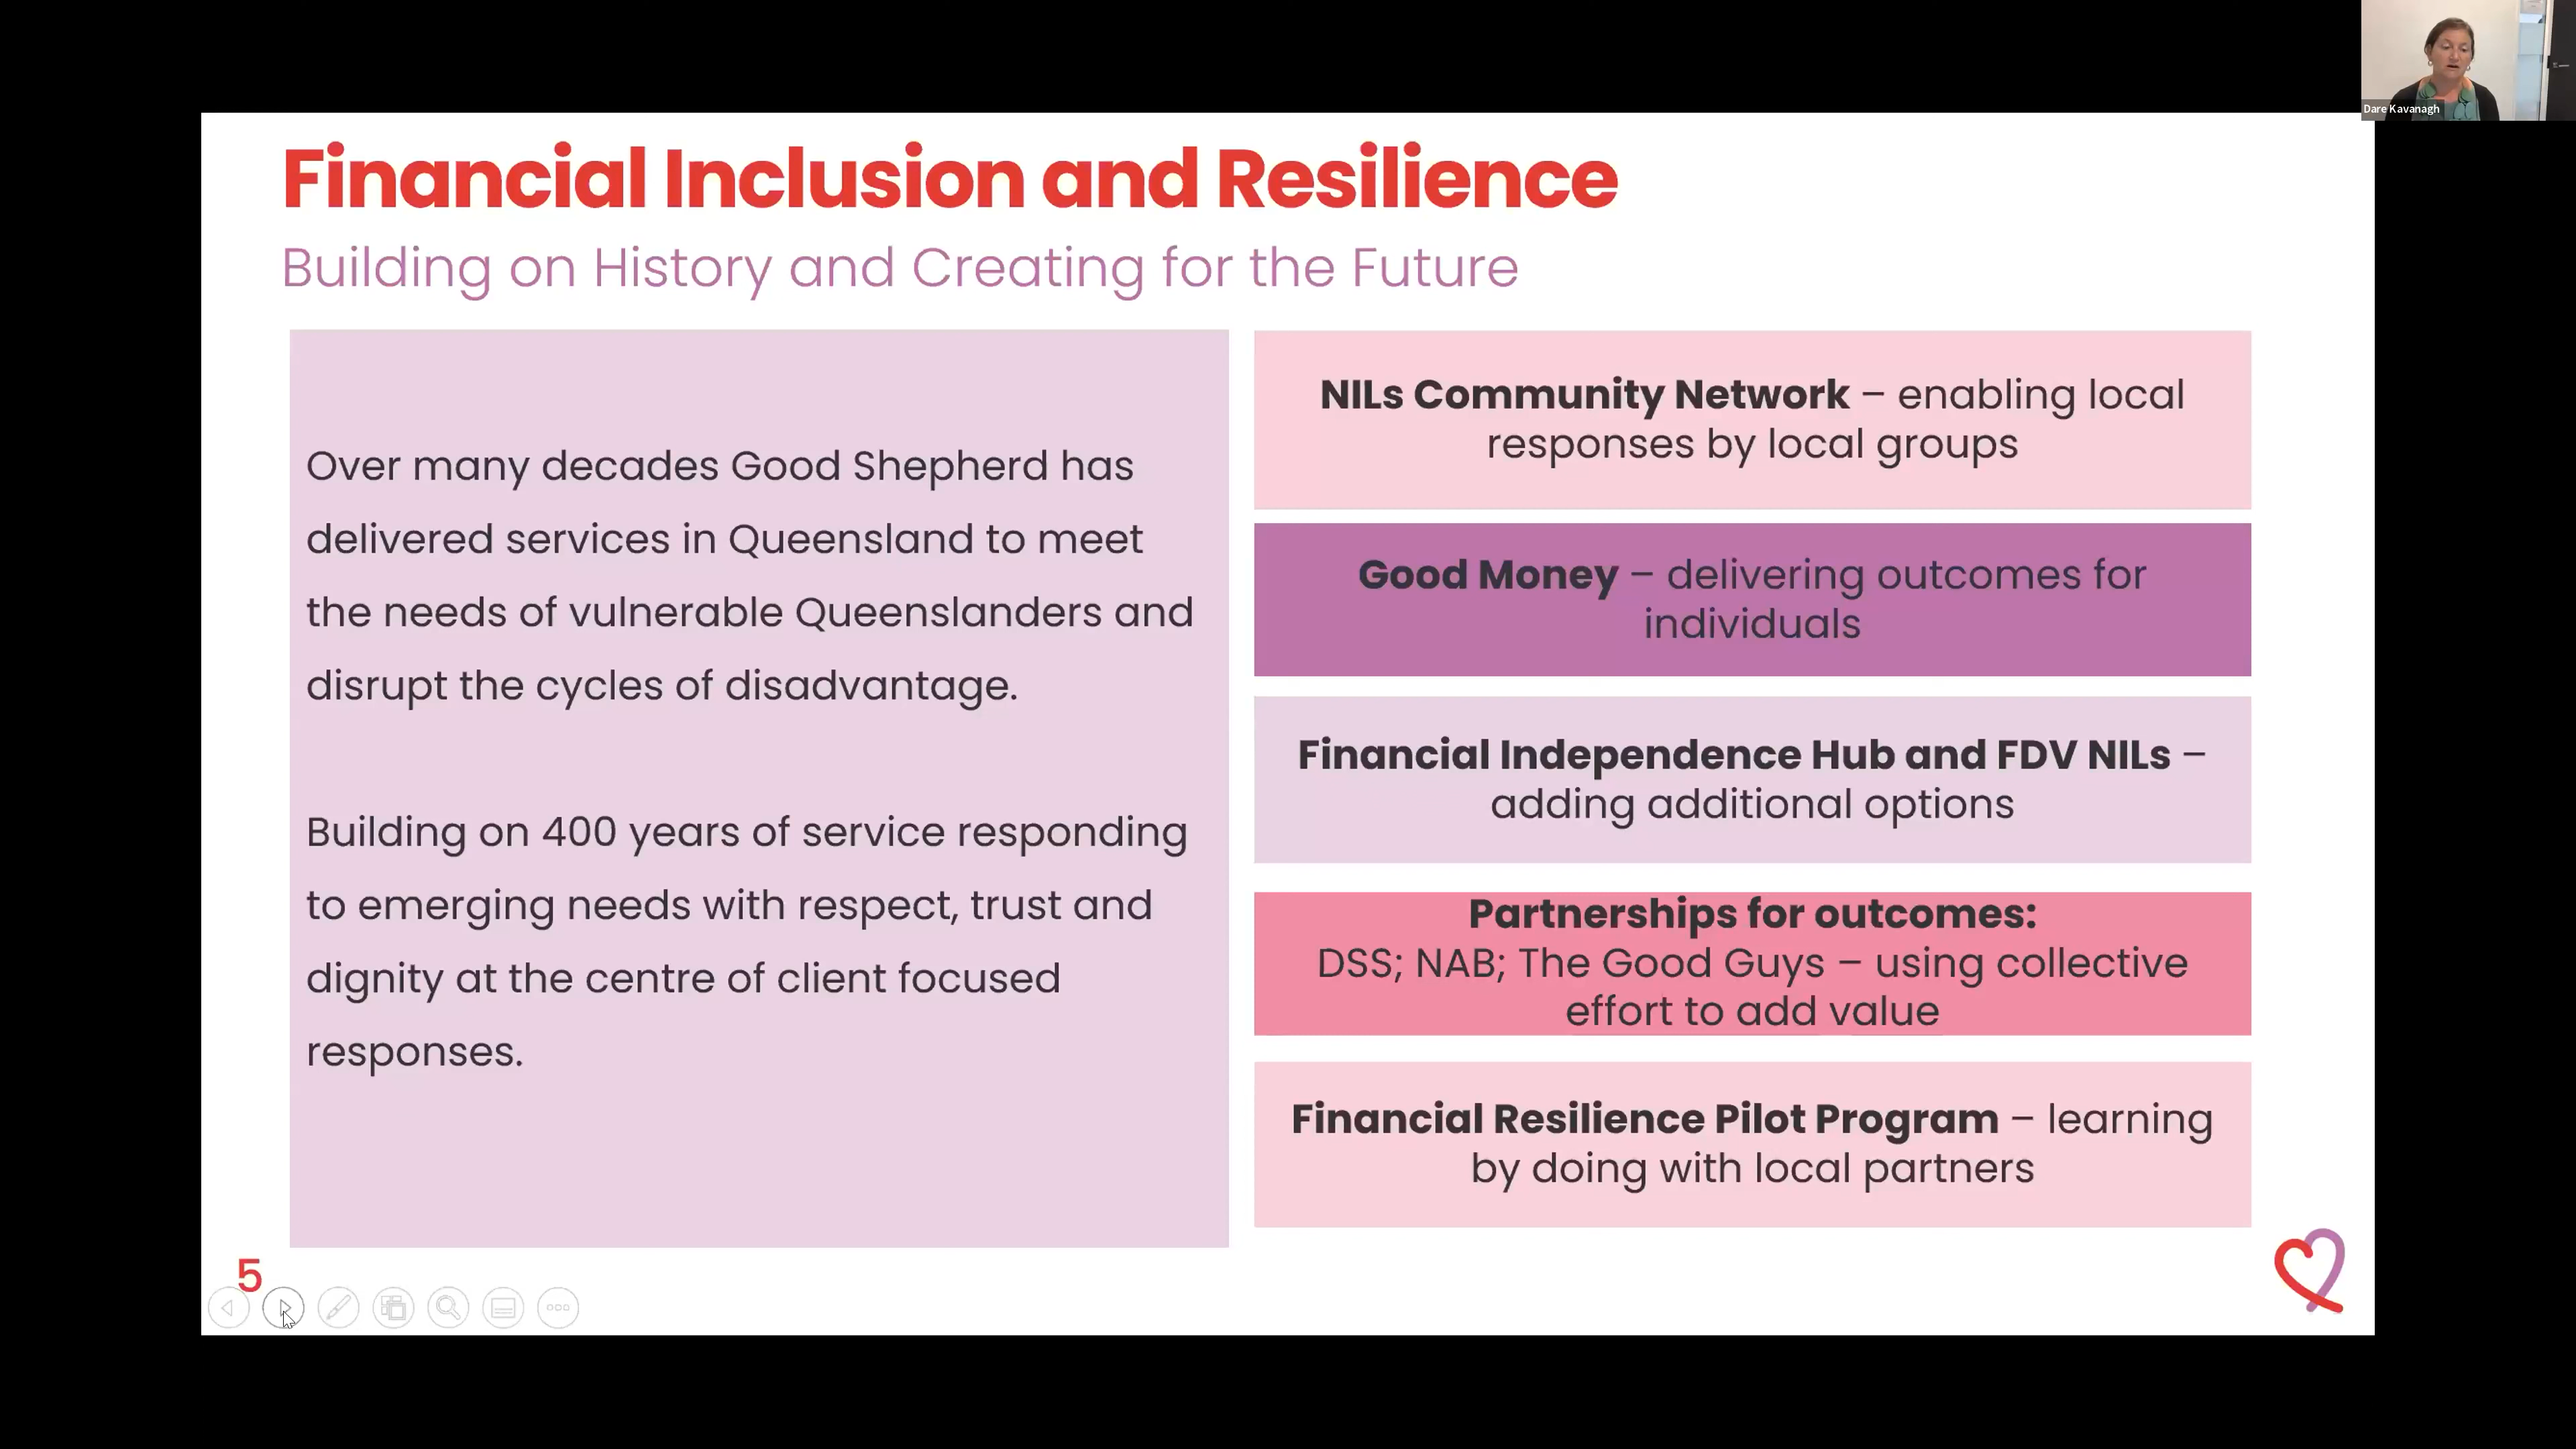 Dare Kavanagh
Financial Inclusion and Resilience
Building on History and Creating for the Future
Over many decades Good Shepherd has
delivered services in Queensland to meet
the needs of vulnerable Queenslanders and
disrupt the cycles of disadvantage.
Building on 400 years of service responding
to emerging needs with respect, trust and
dignity at the centre of client focused
responses.
NILs Community Network – enabling local
responses by local groups
Good Money – delivering outcomes for
individuals
Financial Independence Hub and FDV NILs –
adding additional options
Partnerships for outcomes:
DSS; NAB; The Good Guys – using collective
effort to add value
Financial Resilience Pilot Program – learning
by doing with local partners
5